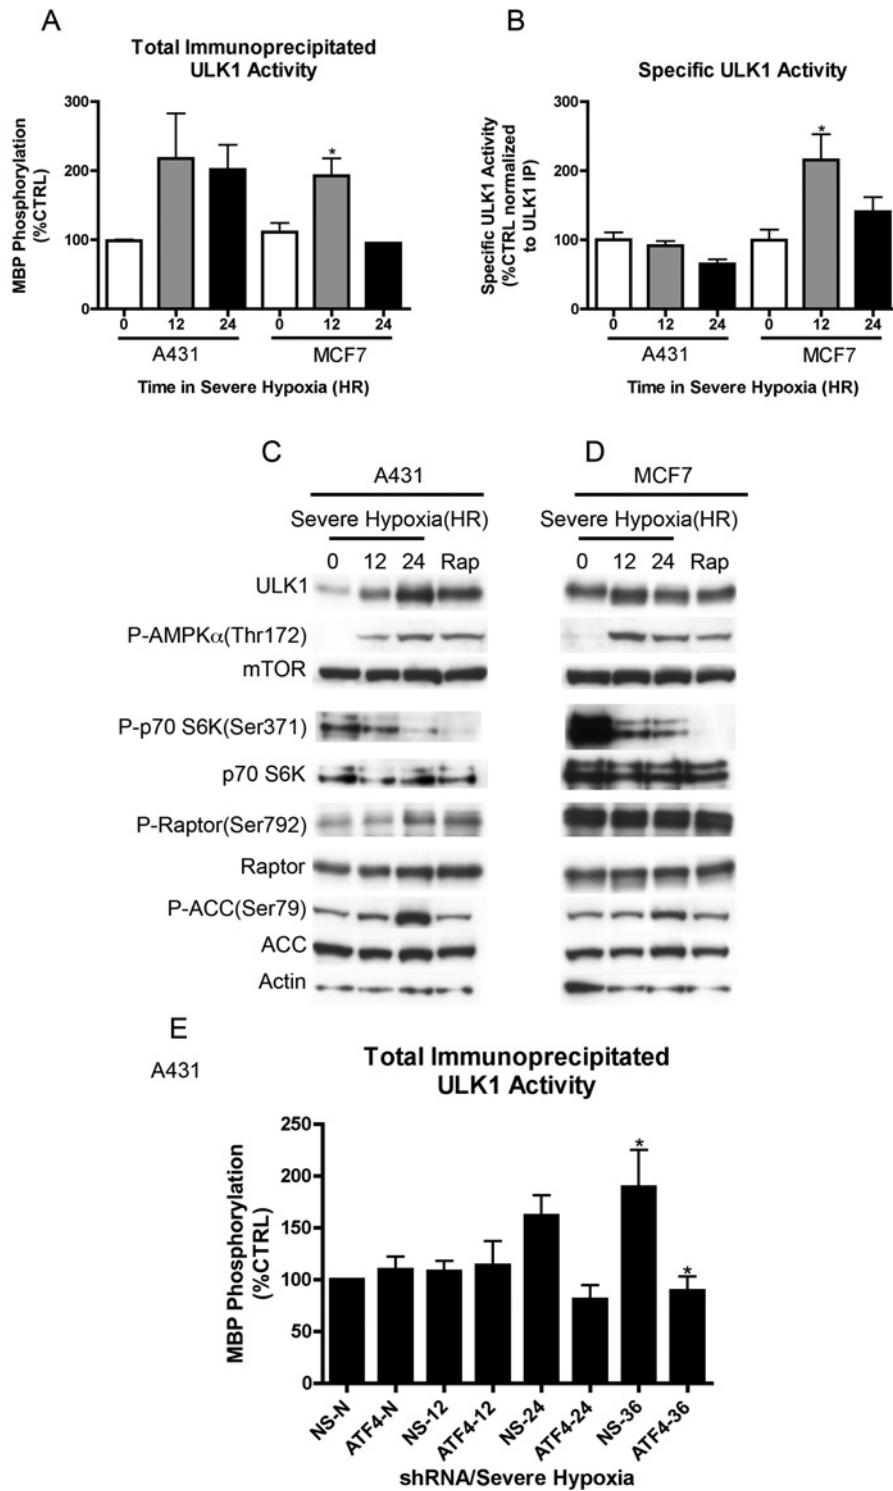 A
Total Immunoprecipitated
ULK1 Activity
MBP Phosphorylation
(%CTRL)
300
200
100
0
*
0 12 24 0 12 24
A431 MCF7
Time in Severe Hypoxia (HR)
B
Specific ULK1 Activity
Specific ULK1 Activity
(%CTRL normalized
to ULK1 IP)
300
200
100
0
*
0 12 24 0 12 24
A431 MCF7
Time in Severe Hypoxia (HR)
C
A431
Severe Hypoxia(HR)
0 12 24 Rap
D
MCF7
Severe Hypoxia(HR)
0 12 24 Rap
ULK1
P-AMPKα(Thr172)
mTOR
P-p70 S6K(Ser371)
p70 S6K
P-Raptor(Ser792)
Raptor
P-ACC(Ser79)
ACC
Actin
E
A431
Total Immunoprecipitated
ULK1 Activity
MBP Phosphorylation
(%CTRL)
250
200
150
100
50
0
*
*
NS-N ATF4-N NS-12 ATF4-12 NS-24 ATF4-24 NS-36 ATF4-36
shRNA/Severe Hypoxia